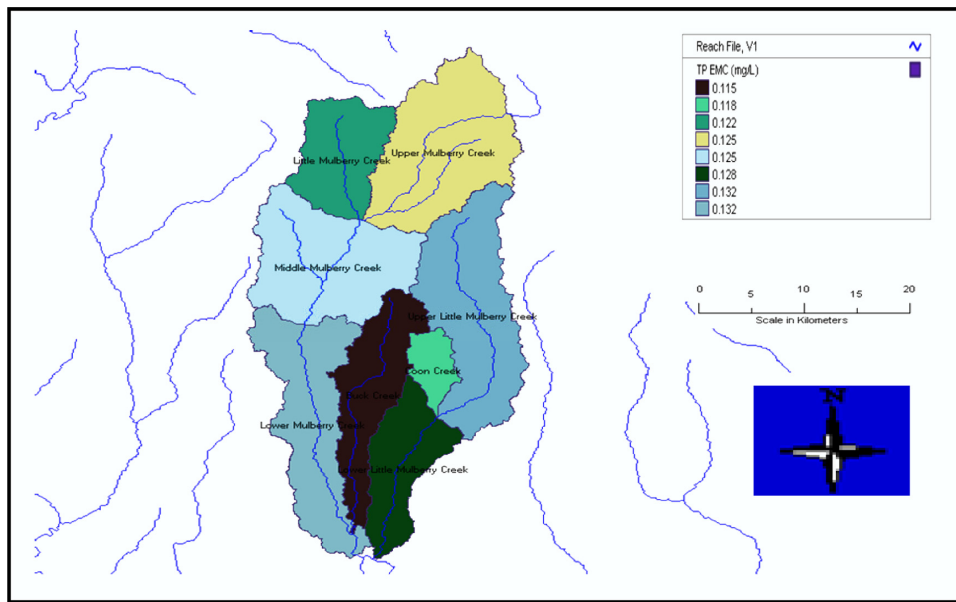 Reach File, V1
TP EMC (mg/L)
0.115
0.118
0.122
0.125
0.125
0.128
0.132
0.132
Upper Mulberry Creek
Little Mulberry Creek
Middle Mulberry Creek
Upper Little Mulberry Creek
Coon Creek
Buck Creek
Lower Mulberry Creek
Lower Little Mulberry Creek
0 5 10 15 20
Scale in Kilometers
N